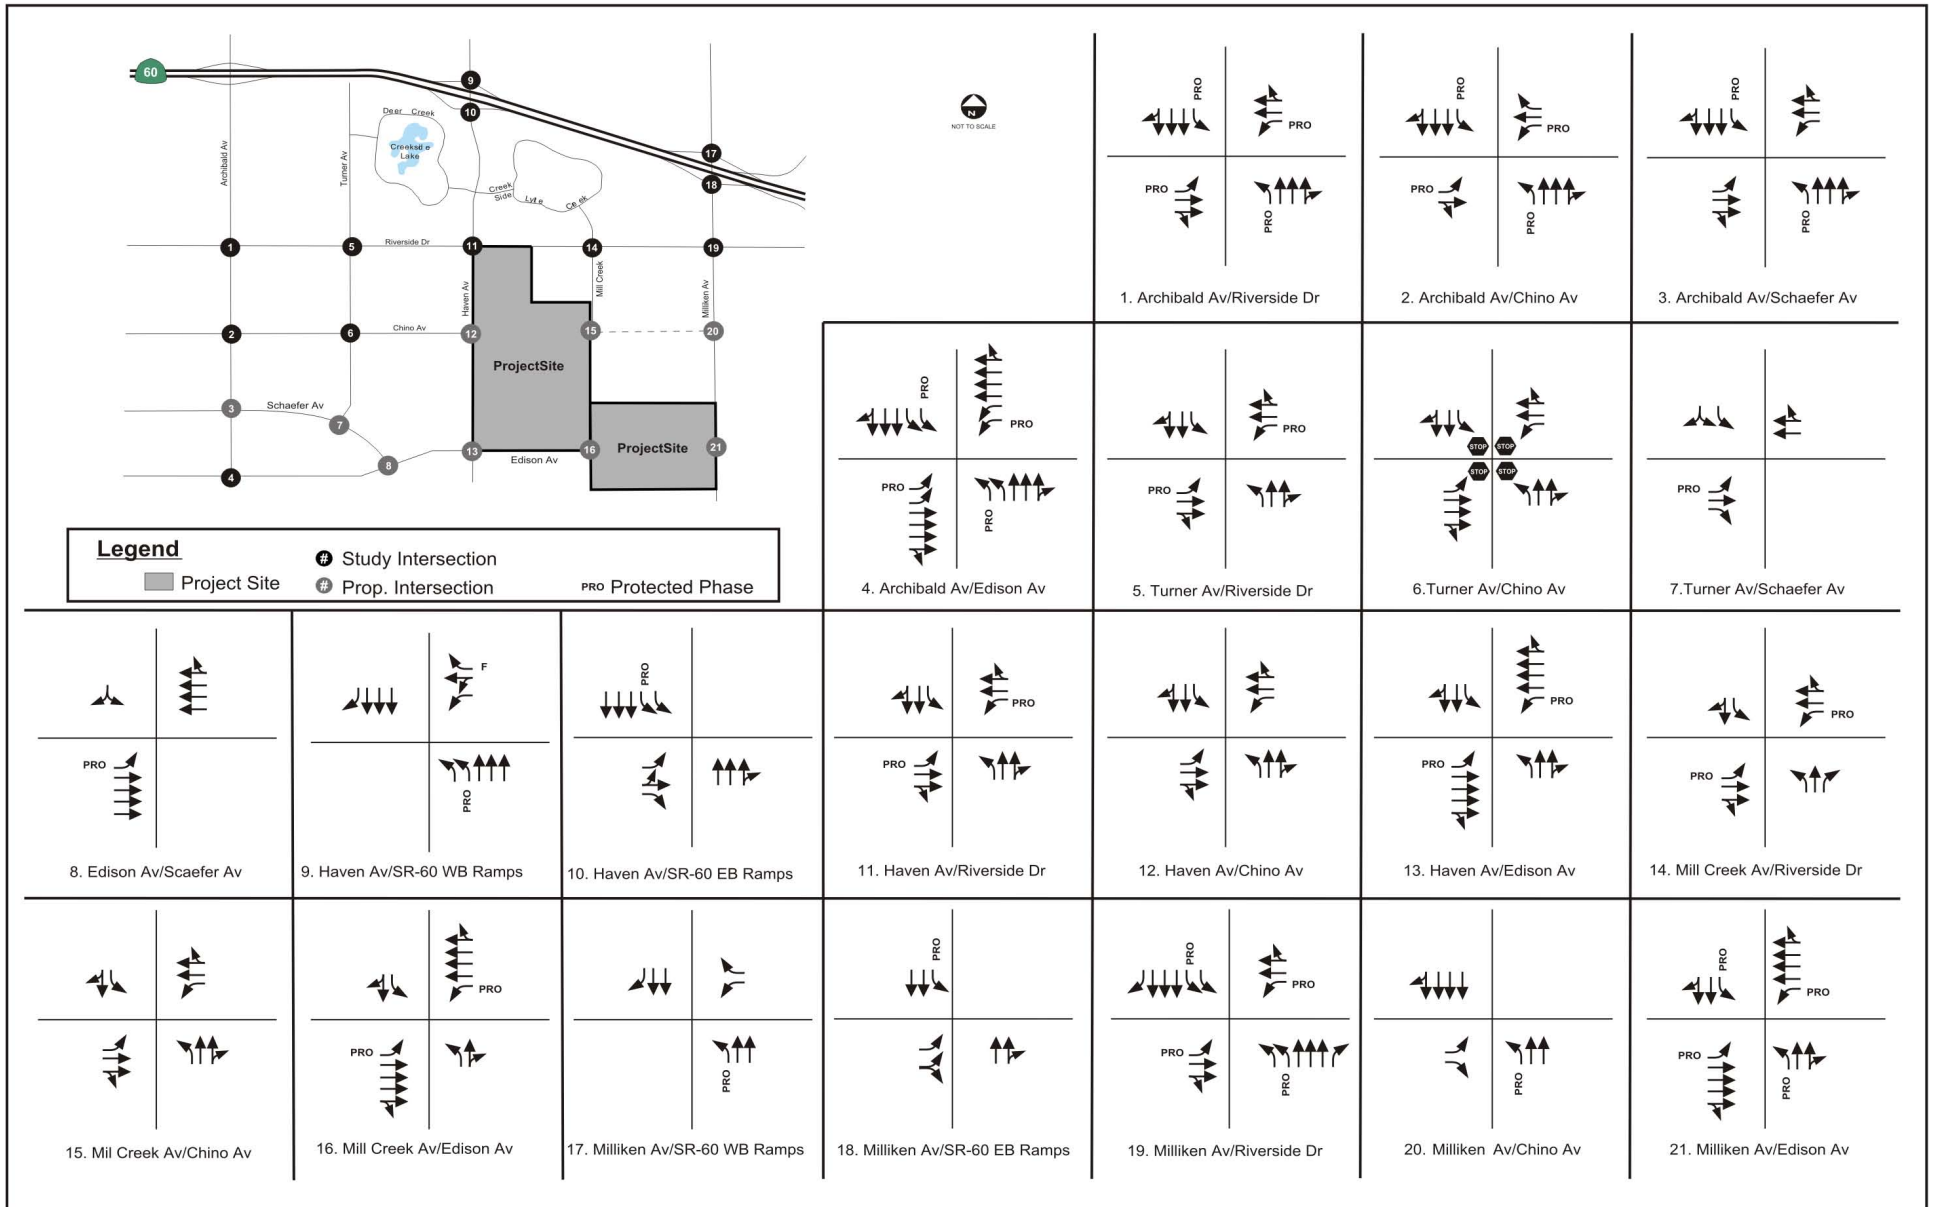 60
9
10
Deer Creek
Creeksid e
Lake
Archibald Av
Turner Av
Creek
Side
Lytle Creek
17
18
N
NOT TO SCALE
1
5
Riverside Dr
11
14
19
Haven Av
Mill Creek
Milliken Av
2
6
Chino Av
12
15
20
ProjectSite
3
Schaefer Av
7
8
13
Edison Av
16
ProjectSite
21
4
Legend
Project Site
# Study Intersection
# Prop. Intersection
PRO Protected Phase
PRO
PRO
PRO
PRO
1. Archibald Av/Riverside Dr
PRO
PRO
PRO
PRO
2. Archibald Av/Chino Av
PRO
PRO
3. Archibald Av/Schaefer Av
PRO
PRO
PRO
PRO
4. Archibald Av/Edison Av
PRO
PRO
5. Turner Av/Riverside Dr
STOP STOP
STOP STOP
6.Turner Av/Chino Av
PRO
7.Turner Av/Schaefer Av
PRO
8. Edison Av/Scaefer Av
F
PRO
9. Haven Av/SR-60 WB Ramps
PRO
10. Haven Av/SR-60 EB Ramps
PRO
PRO
11. Haven Av/Riverside Dr
12. Haven Av/Chino Av
PRO
PRO
13. Haven Av/Edison Av
PRO
PRO
14. Mill Creek Av/Riverside Dr
15. Mil Creek Av/Chino Av
PRO
PRO
16. Mill Creek Av/Edison Av
PRO
17. Milliken Av/SR-60 WB Ramps
PRO
18. Milliken Av/SR-60 EB Ramps
PRO
PRO
PRO
PRO
19. Milliken Av/Riverside Dr
PRO
20. Milliken Av/Chino Av
PRO
PRO
PRO
PRO
21. Milliken Av/Edison Av